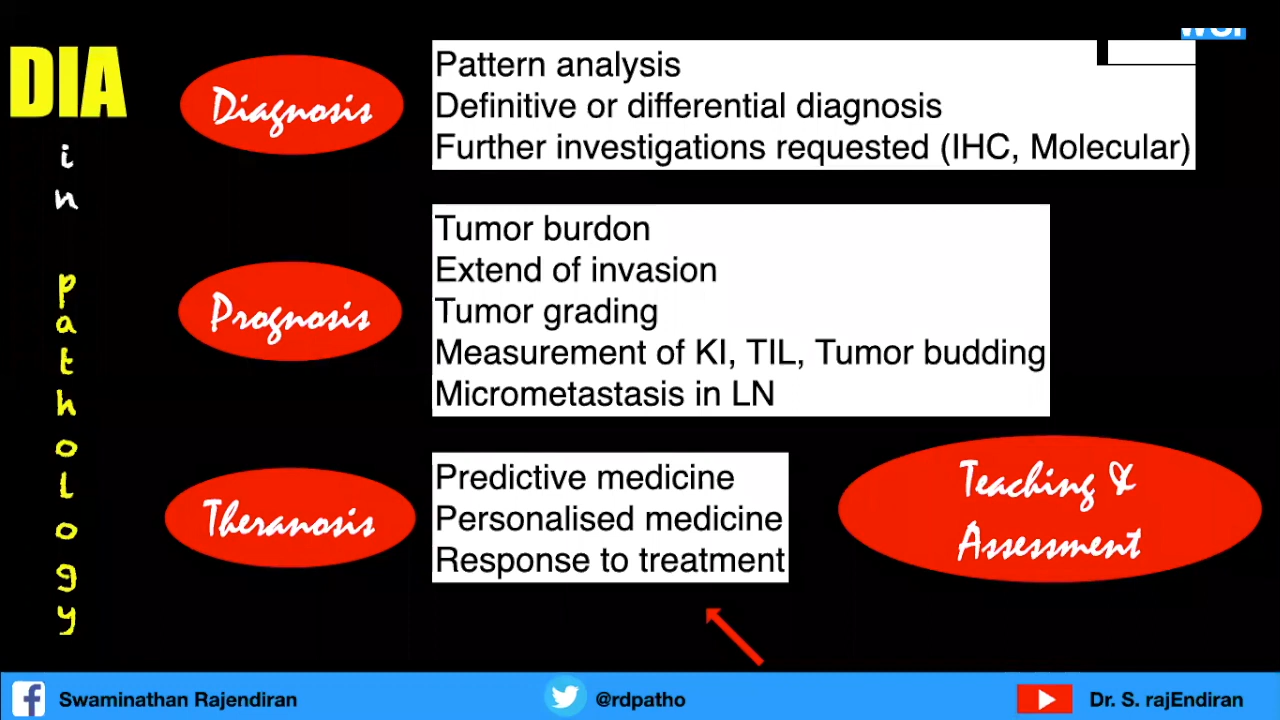 DIA
in
pathology
Diagnosis
Pattern analysis
Definitive or differential diagnosis
Further investigations requested (IHC, Molecular)
Prognosis
Tumor burdon
Extend of invasion
Tumor grading
Measurement of KI, TIL, Tumor budding
Micrometastasis in LN
Theranosis
Predictive medicine
Personalised medicine
Response to treatment
Teaching &
Assessment
Swaminathan Rajendiran
@rdpatho
Dr. S. rajEndiran